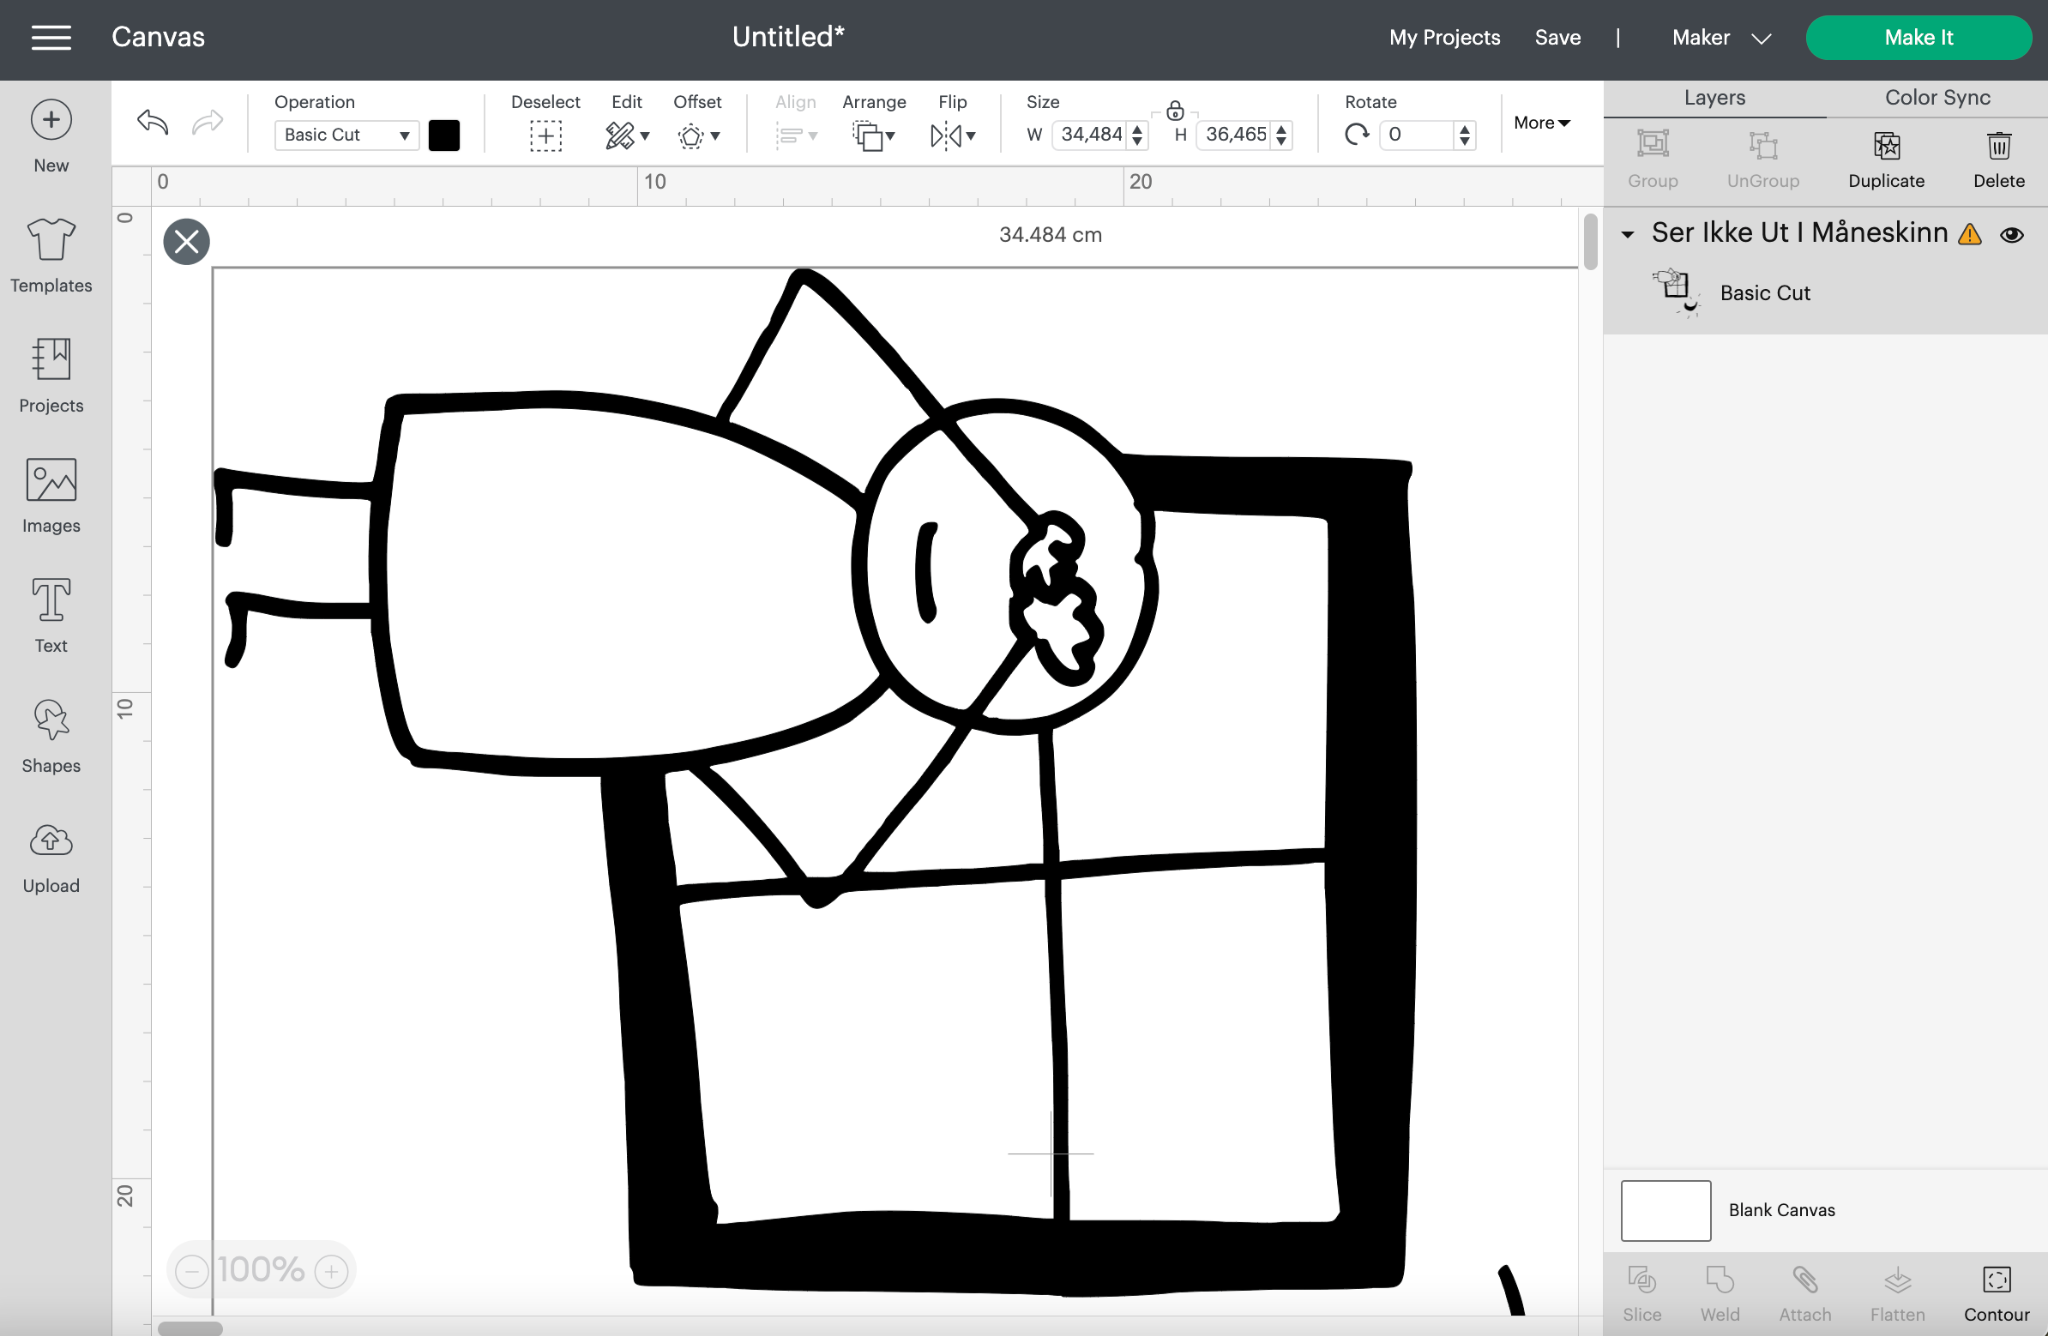 Canvas
Untitled*
My Projects
Save
|
Maker
Make It
New
Templates
Projects
Images
Text
Shapes
Upload
Operation
Basic Cut
Deselect
Edit
Offset
Align
Arrange
Flip
Size
W 34,484
H 36,465
Rotate
0
More
Layers
Color Sync
Group
UnGroup
Duplicate
Delete
Ser Ikke Ut I Måneskinn
Basic Cut
0
10
20
0
10
20
34.484 cm
100%
Blank Canvas
Slice
Weld
Attach
Flatten
Contour